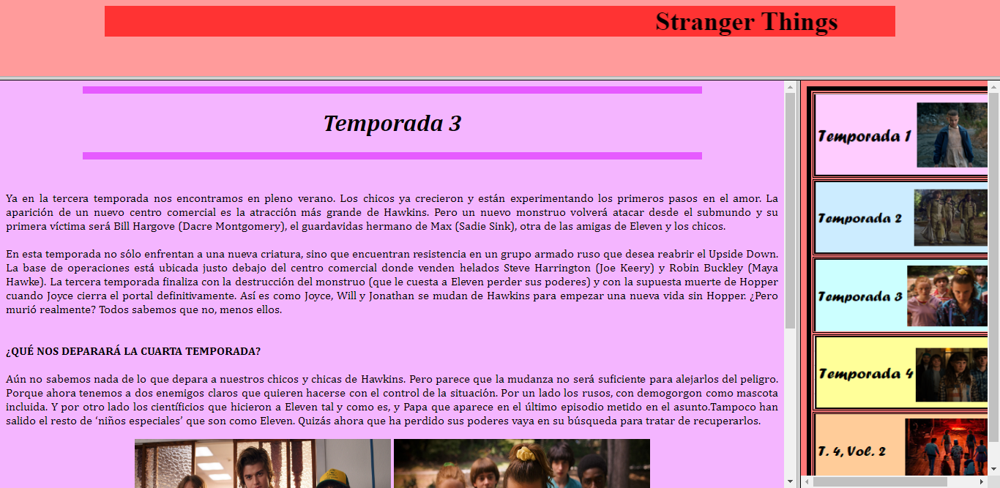 Stranger Things
Temporada 3
Ya en la tercera temporada nos encontramos en pleno verano. Los chicos ya crecieron y están experimentando los primeros pasos en el amor. La
aparición de un nuevo centro comercial es la atracción más grande de Hawkins. Pero un nuevo monstruo volverá atacar desde el submundo y su
primera víctima será Bill Hargove (Dacre Montgomery), el guardavidas hermano de Max (Sadie Sink), otra de las amigas de Eleven y los chicos.
En esta temporada no sólo enfrentan a una nueva criatura, sino que encuentran resistencia en un grupo armado ruso que desea reabrir el Upside Down.
La base de operaciones está ubicada justo debajo del centro comercial donde venden helados Steve Harrington (Joe Keery) y Robin Buckley (Maya
Hawke). La tercera temporada finaliza con la destrucción del monstruo (que le cuesta a Eleven perder sus poderes) y con la supuesta muerte de Hopper
cuando Joyce cierra el portal definitivamente. Así es como Joyce, Will y Jonathan se mudan de Hawkins para empezar una nueva vida sin Hopper. ¿Pero
murió realmente? Todos sabemos que no, menos ellos.
¿QUÉ NOS DEPARARÁ LA CUARTA TEMPORADA?
Aún no sabemos nada de lo que depara a nuestros chicos y chicas de Hawkins. Pero parece que la mudanza no será suficiente para alejarlos del peligro.
Porque ahora tenemos a dos enemigos claros que quieren hacerse con el control de la situación. Por un lado los rusos, con demogorgon como mascota
incluida. Y por otro lado los científicios que hicieron a Eleven tal y como es, y Papa que aparece en el último episodio metido en el asunto.Tampoco han
salido el resto de ‘niños especiales’ que son como Eleven. Quizás ahora que ha perdido sus poderes vaya en su búsqueda para tratar de recuperarlos.
Temporada 1
Temporada 2
Temporada 3
Temporada 4
T. 4, Vol. 2